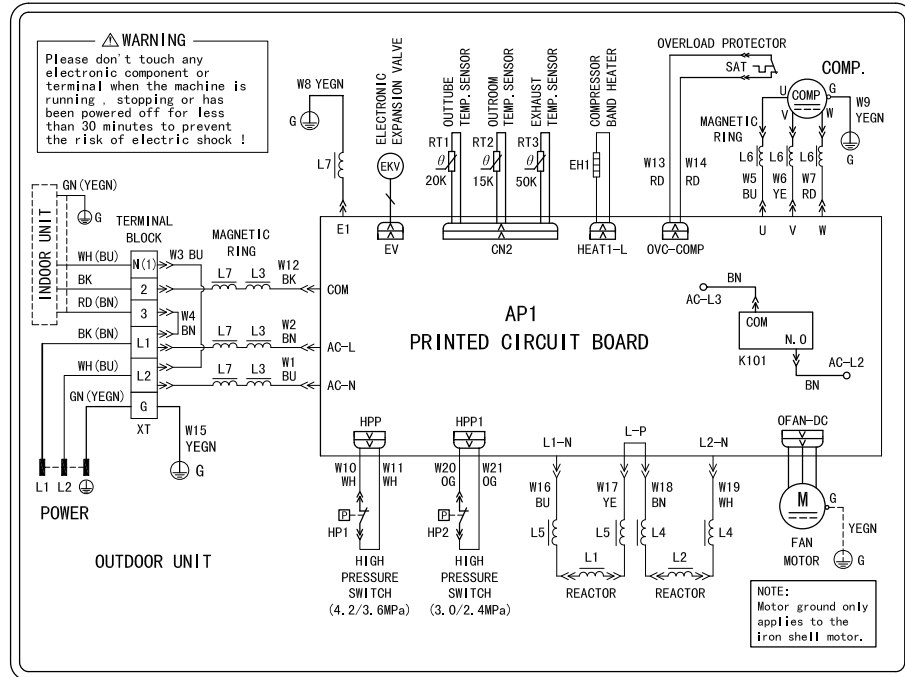 ⚠ WARNING
Please don't touch any
electronic component or
terminal when the machine is
running , stopping or has
been powered off for less
than 30 minutes to prevent
the risk of electric shock !
W8 YEGN
G
L7
E1
ELECTRONIC
EXPANSION VALVE
EKV
EV
OUTTUBE
TEMP. SENSOR
OUTROOM
TEMP. SENSOR
EXHAUST
TEMP. SENSOR
RT1 RT2 RT3
θ θ θ
20K 15K 50K
CN2
COMPRESSOR
BAND HEATER
EH1
HEAT1-L
OVERLOAD PROTECTOR
SAT
W13 W14
RD RD
OVC-COMP
COMP.
COMP
U V W G
W9
YEGN
G
MAGNETIC
RING
L6 L6 L6
W5 W6 W7
BU YE RD
U V W
INDOOR UNIT
GN(YEGN)
G
TERMINAL
BLOCK
MAGNETIC
RING
WH(BU) N(1) W3 BU
BK 2 L7 L3 W12 BK COM
RD(BN) 3 W4 BN
BK(BN) L1 L7 L3 W2 BN AC-L
WH(BU) L2 L7 L3 W1 BU AC-N
GN(YEGN) G
XT
W15
YEGN
G
L1 L2
POWER
OUTDOOR UNIT
AP1
PRINTED CIRCUIT BOARD
BN
AC-L3
COM
N.O
K101
AC-L2
BN
HPP HPP1
L1-N L-P L2-N
OFAN-DC
W10 W11 W20 W21
WH WH OG OG
P P
HP1 HP2
HIGH
PRESSURE
SWITCH
(4.2/3.6MPa)
HIGH
PRESSURE
SWITCH
(3.0/2.4MPa)
W16 W17 W18 W19
BU YE BN WH
L5 L5 L4 L4
L1 L2
REACTOR REACTOR
M
G
FAN
MOTOR
YEGN
G
NOTE:
Motor ground only
applies to the
iron shell motor.